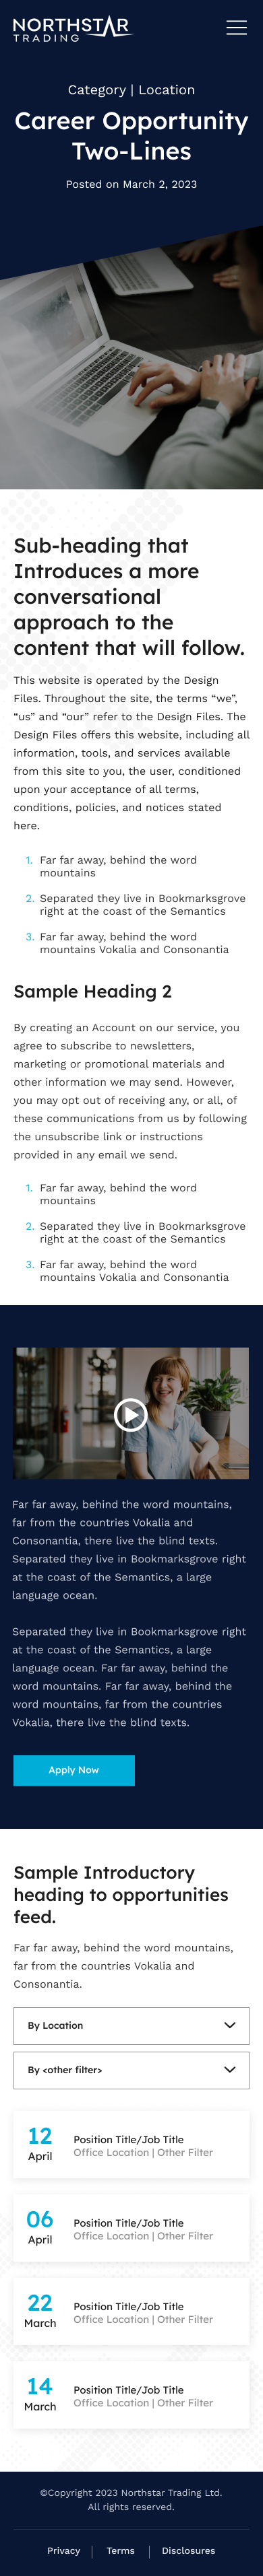 NORTHSTAR
TRADING
Category | Location
Career Opportunity
Two-Lines
Posted on March 2, 2023
Sub-heading that
Introduces a more
conversational
approach to the
content that will follow.
This website is operated by the Design
Files. Throughout the site, the terms “we”,
“us” and “our” refer to the Design Files. The
Design Files offers this website, including all
information, tools, and services available
from this site to you, the user, conditioned
upon your acceptance of all terms,
conditions, policies, and notices stated
here.
1. Far far away, behind the word
mountains
2. Separated they live in Bookmarksgrove
right at the coast of the Semantics
3. Far far away, behind the word
mountains Vokalia and Consonantia
Sample Heading 2
By creating an Account on our service, you
agree to subscribe to newsletters,
marketing or promotional materials and
other information we may send. However,
you may opt out of receiving any, or all, of
these communications from us by following
the unsubscribe link or instructions
provided in any email we send.
1. Far far away, behind the word
mountains
2. Separated they live in Bookmarksgrove
right at the coast of the Semantics
3. Far far away, behind the word
mountains Vokalia and Consonantia
Far far away, behind the word mountains,
far from the countries Vokalia and
Consonantia, there live the blind texts.
Separated they live in Bookmarksgrove right
at the coast of the Semantics, a large
language ocean.
Separated they live in Bookmarksgrove right
at the coast of the Semantics, a large
language ocean. Far far away, behind the
word mountains. Far far away, behind the
word mountains, far from the countries
Vokalia, there live the blind texts.
Apply Now
Sample Introductory
heading to opportunities
feed.
Far far away, behind the word mountains,
far from the countries Vokalia and
Consonantia.
By Location
By <other filter>
12
April
Position Title/Job Title
Office Location | Other Filter
06
April
Position Title/Job Title
Office Location | Other Filter
22
March
Position Title/Job Title
Office Location | Other Filter
14
March
Position Title/Job Title
Office Location | Other Filter
©Copyright 2023 Northstar Trading Ltd.
All rights reserved.
Privacy | Terms | Disclosures